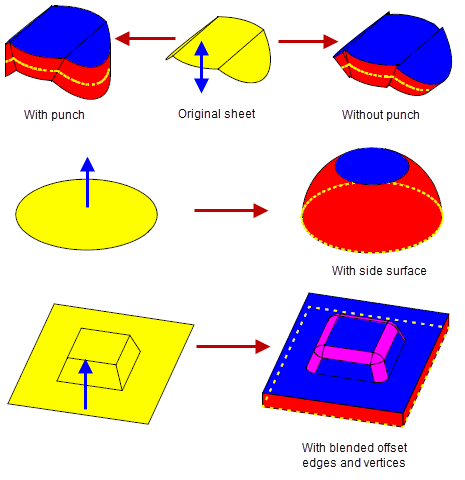 With punch
Original sheet
Without punch
With side surface
With blended offset
edges and vertices